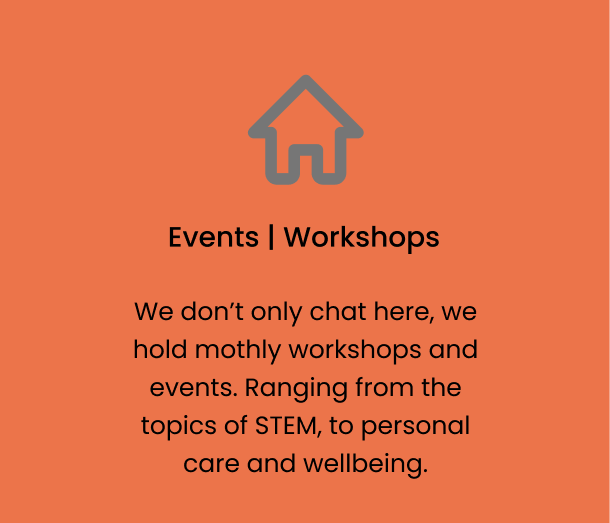 Events | Workshops
We don’t only chat here, we
hold mothly workshops and
events. Ranging from the
topics of STEM, to personal
care and wellbeing.